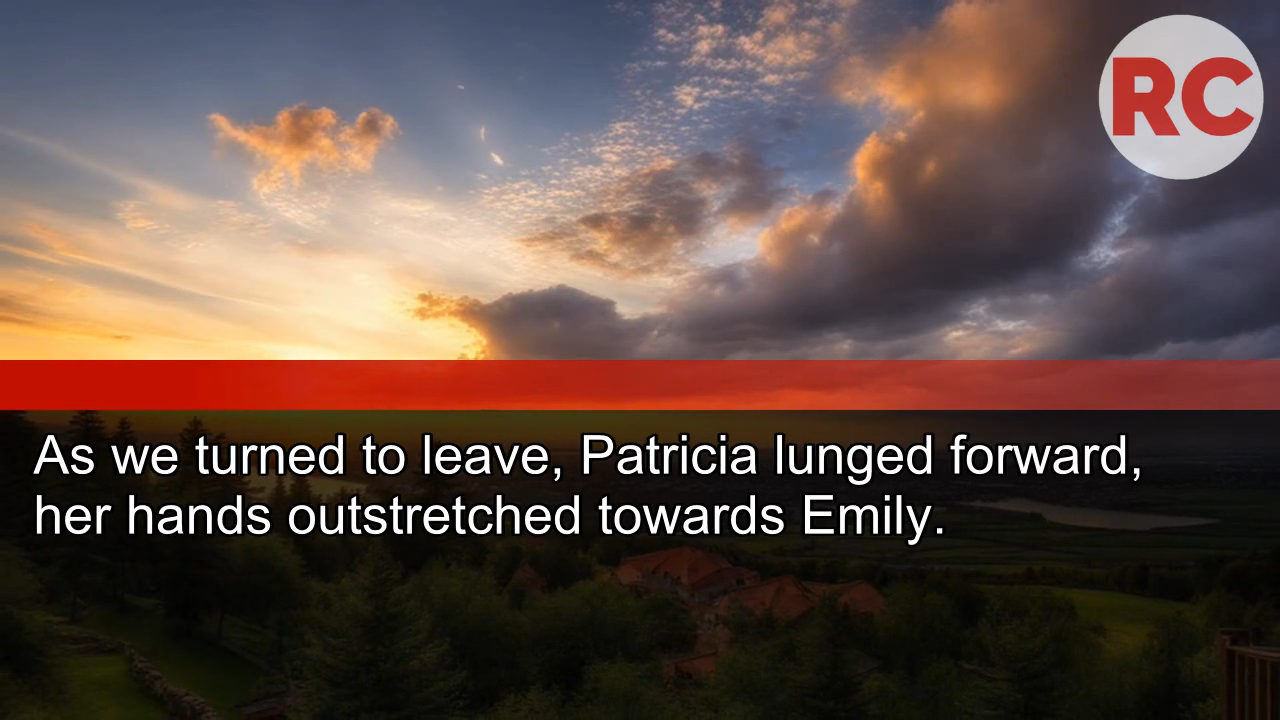 RC
As we turned to leave, Patricia lunged forward,
her hands outstretched towards Emily.